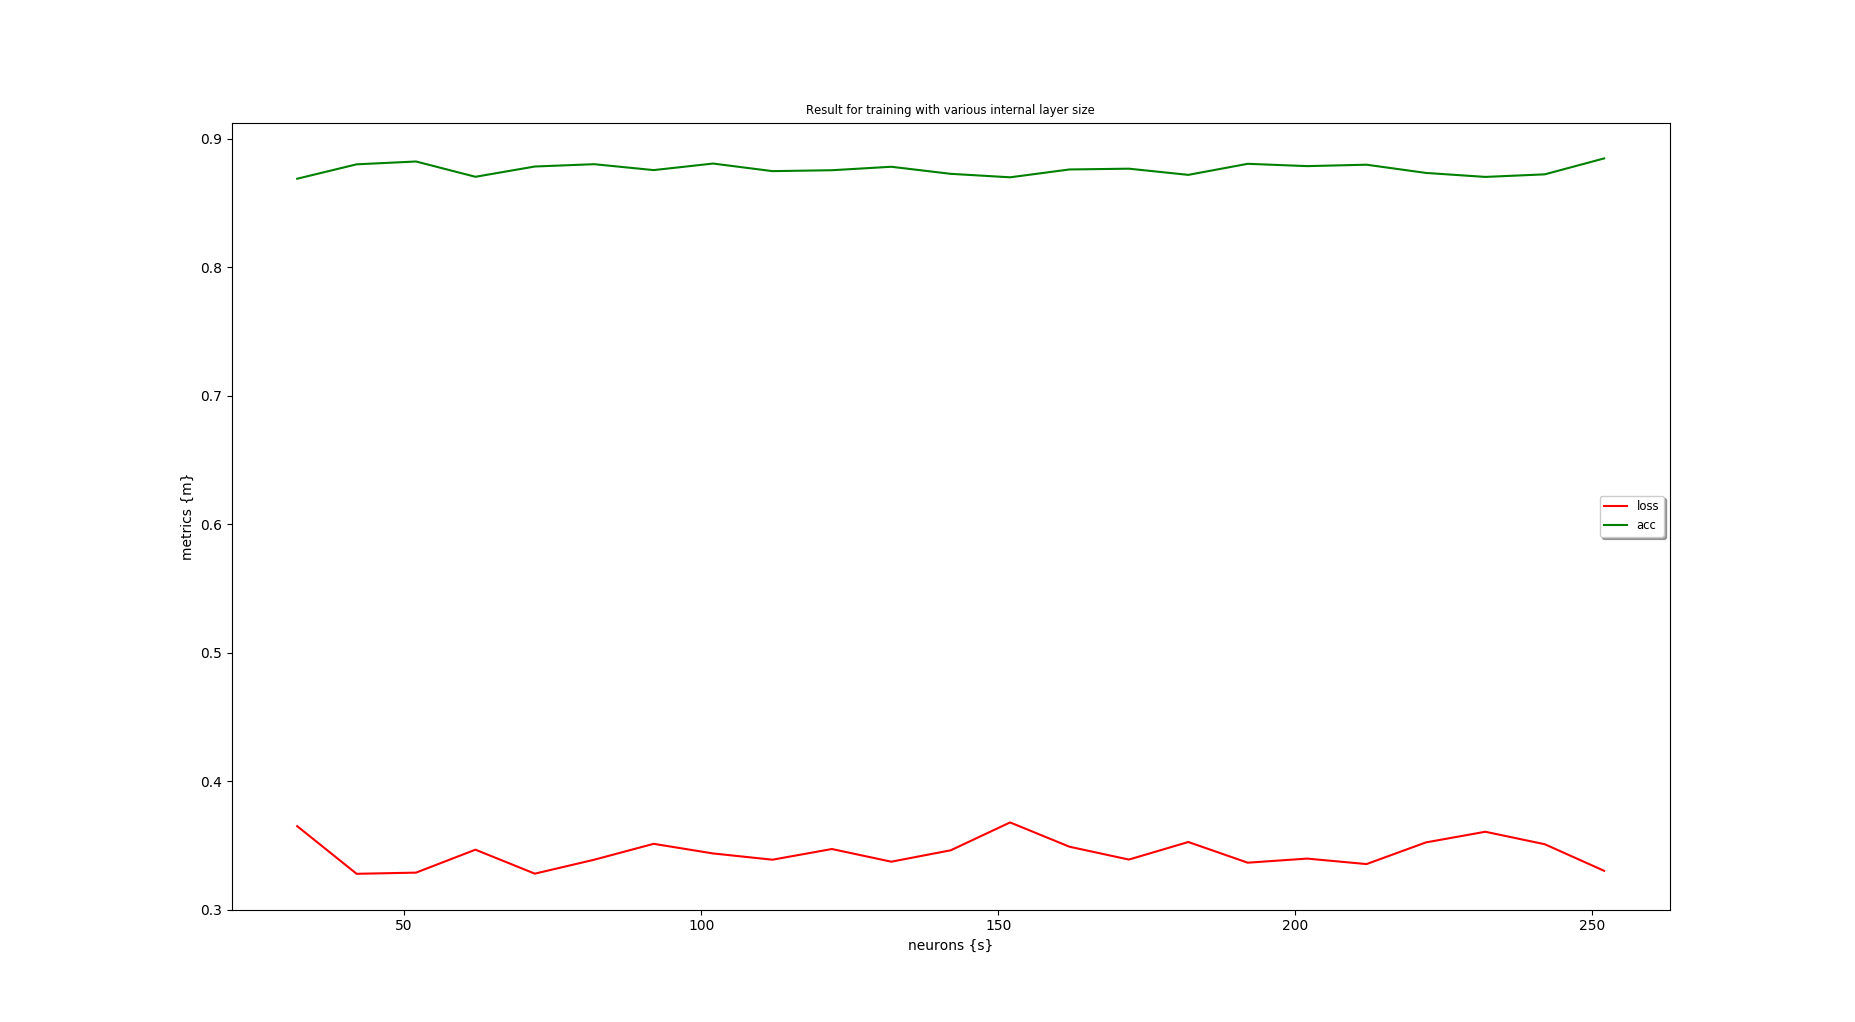 Result for training with various internal layer size
0.9
0.8
0.7
0.6
0.5
0.4
0.3
metrics {m}
loss
acc
50 100 150 200 250
neurons {s}